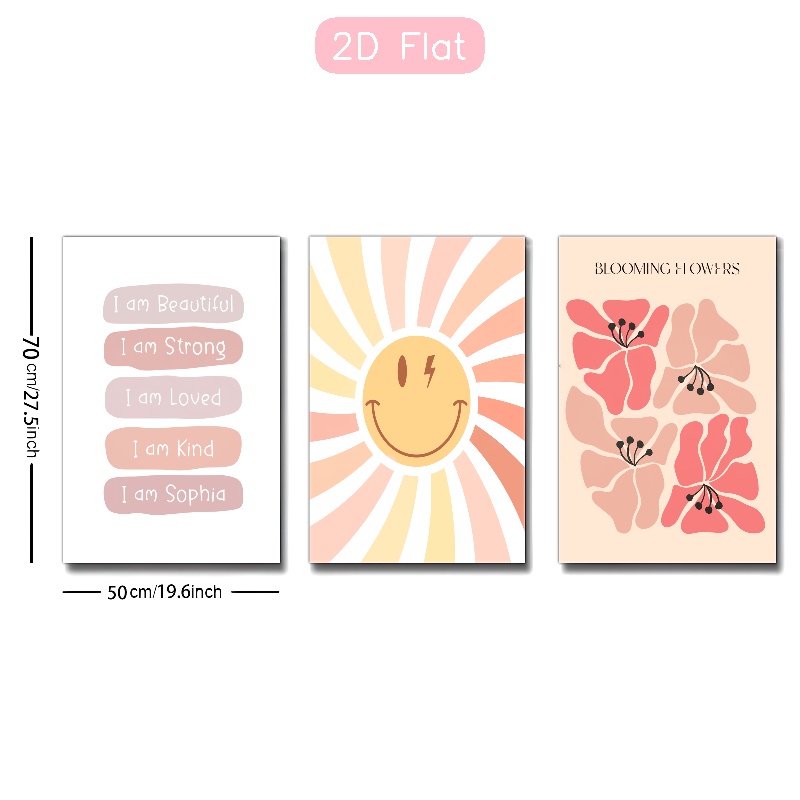 2D Flat
70cm/27.5inch
I am Beautiful
I am Strong
I am Loved
I am Kind
I am Sophia
BLOOMING FLOWERS
50cm/19.6inch